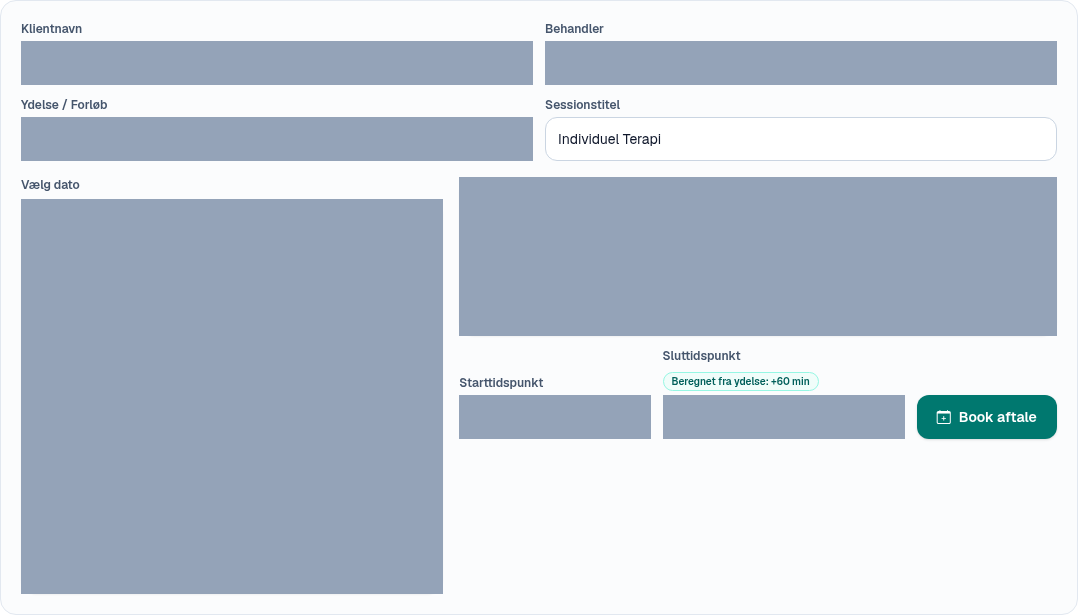 Klientnavn
Behandler
Ydelse / Forløb
Sessionstitel
Individuel Terapi
Vælg dato
Starttidspunkt
Sluttidspunkt
Beregnet fra ydelse: +60 min
Book aftale